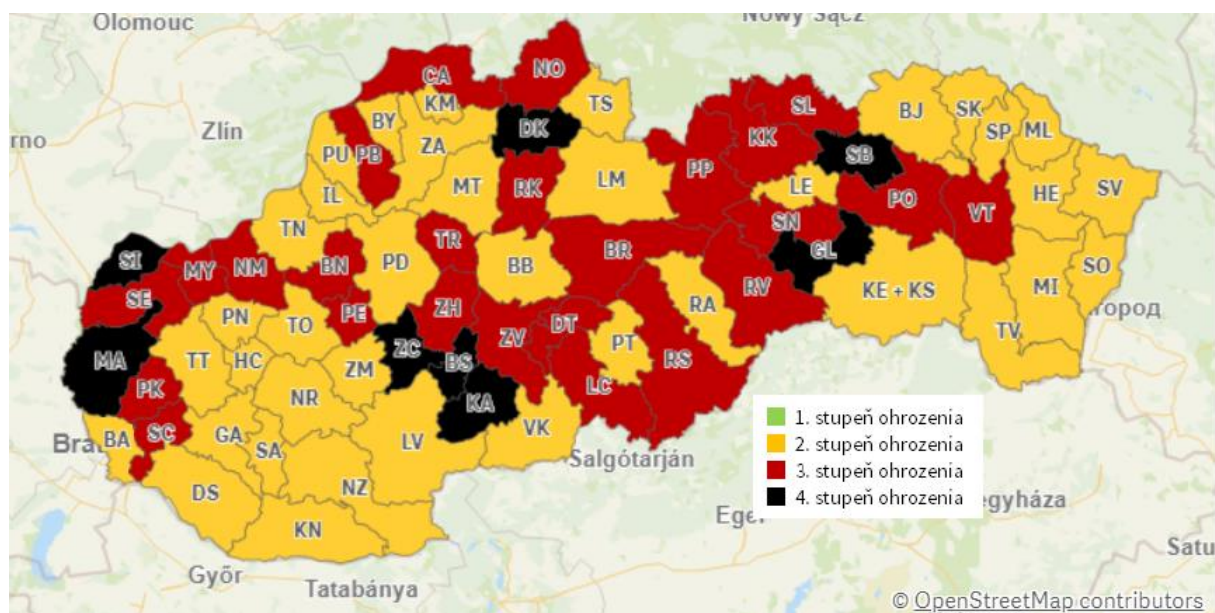 Olomouc
Nowy Sącz
CA
NO
KM
TS
SL
BY
DK
BJ
SK
SP
ML
Zlín
rno
ZA
KK
SB
PU
PB
MT
RK
LM
PP
LE
PO
VT
HE
SV
IL
TN
TR
SN
GL
SI
MY
NM
BN
PD
BB
BR
RV
KE + KS
MI
SO
SE
PE
ZH
RA
город
PN
TO
ZV
DT
PT
TV
MA
TT
HC
ZM
ZC
BS
RS
PK
NR
KA
LC
BA
SC
GA
SA
LV
VK
Bra
Salgótarján
DS
NZ
KN
1. stupeň ohrozenia
2. stupeň ohrozenia
3. stupeň ohrozenia
4. stupeň ohrozenia
Eger
egyháza
Győr
Tatabánya
Satu
© OpenStreetMap contributors